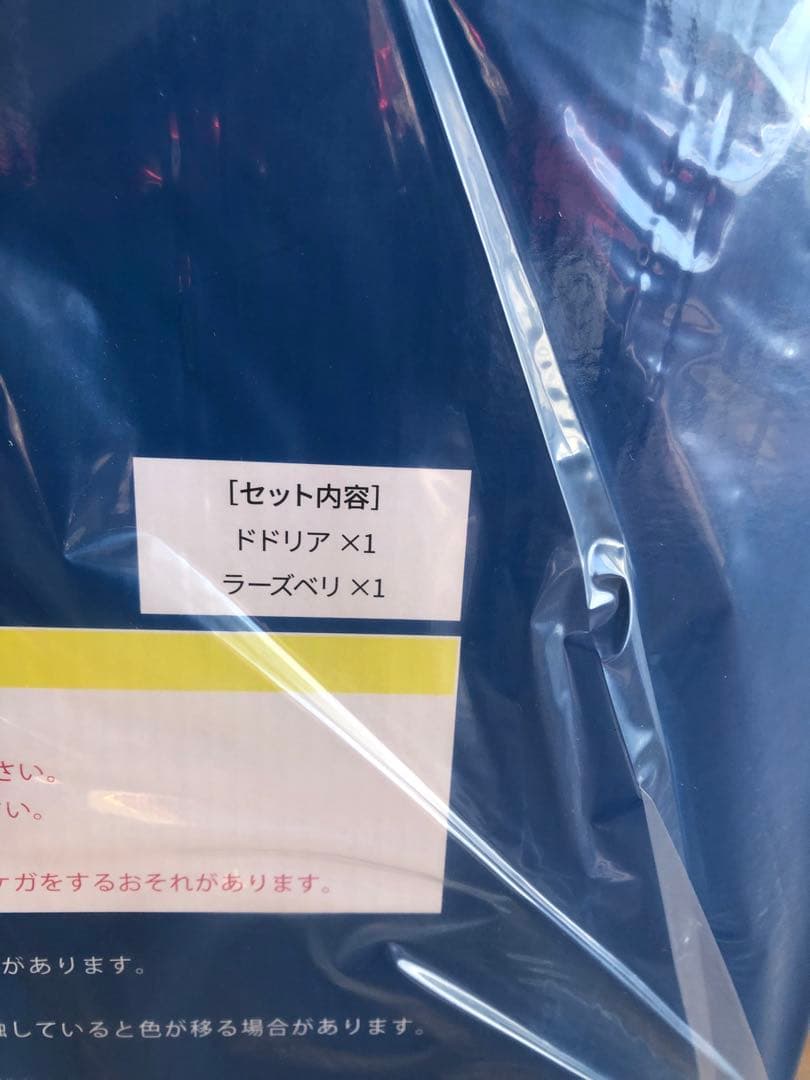 [セット内容]
ドドリア ×1
ラーズベリ ×1
さい。
さい。
ケガをするおそれがあります。
があります。
触していると色が移る場合があります。